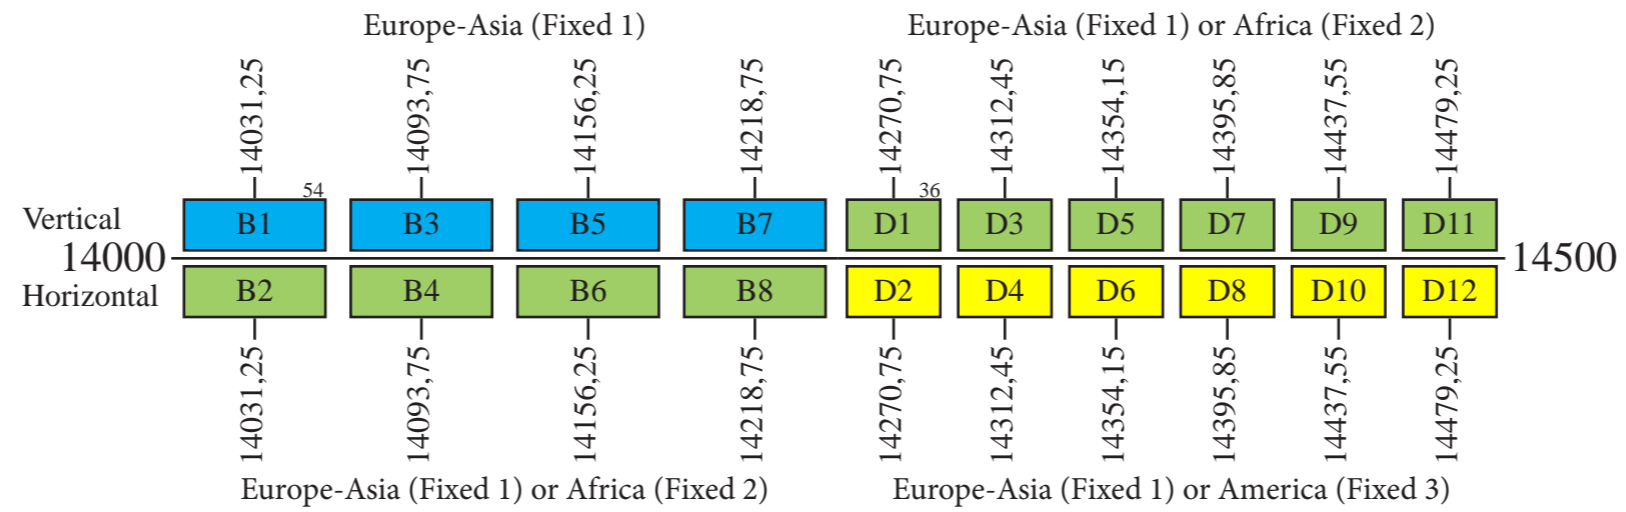 Europe-Asia (Fixed 1) Europe-Asia (Fixed 1) or Africa (Fixed 2)
14031,25 14093,75 14156,25 14218,75 14270,75 14312,45 14354,15 14395,85 14437,55 14479,25
54 36
Vertical B1 B3 B5 B7 D1 D3 D5 D7 D9 D11
14000 14500
Horizontal B2 B4 B6 B8 D2 D4 D6 D8 D10 D12
14031,25 14093,75 14156,25 14218,75 14270,75 14312,45 14354,15 14395,85 14437,55 14479,25
Europe-Asia (Fixed 1) or Africa (Fixed 2) Europe-Asia (Fixed 1) or America (Fixed 3)